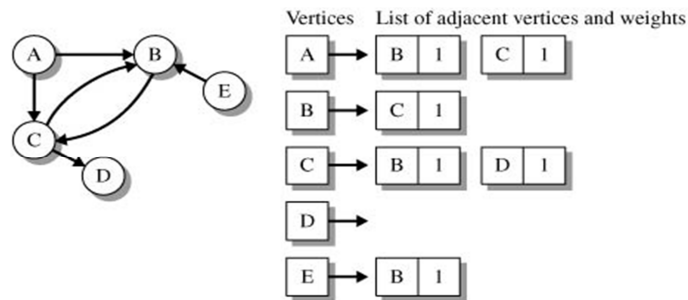 Vertices List of adjacent vertices and weights
A B
E
C
D
A B 1 C 1
B C 1
C B 1 D 1
D
E B 1